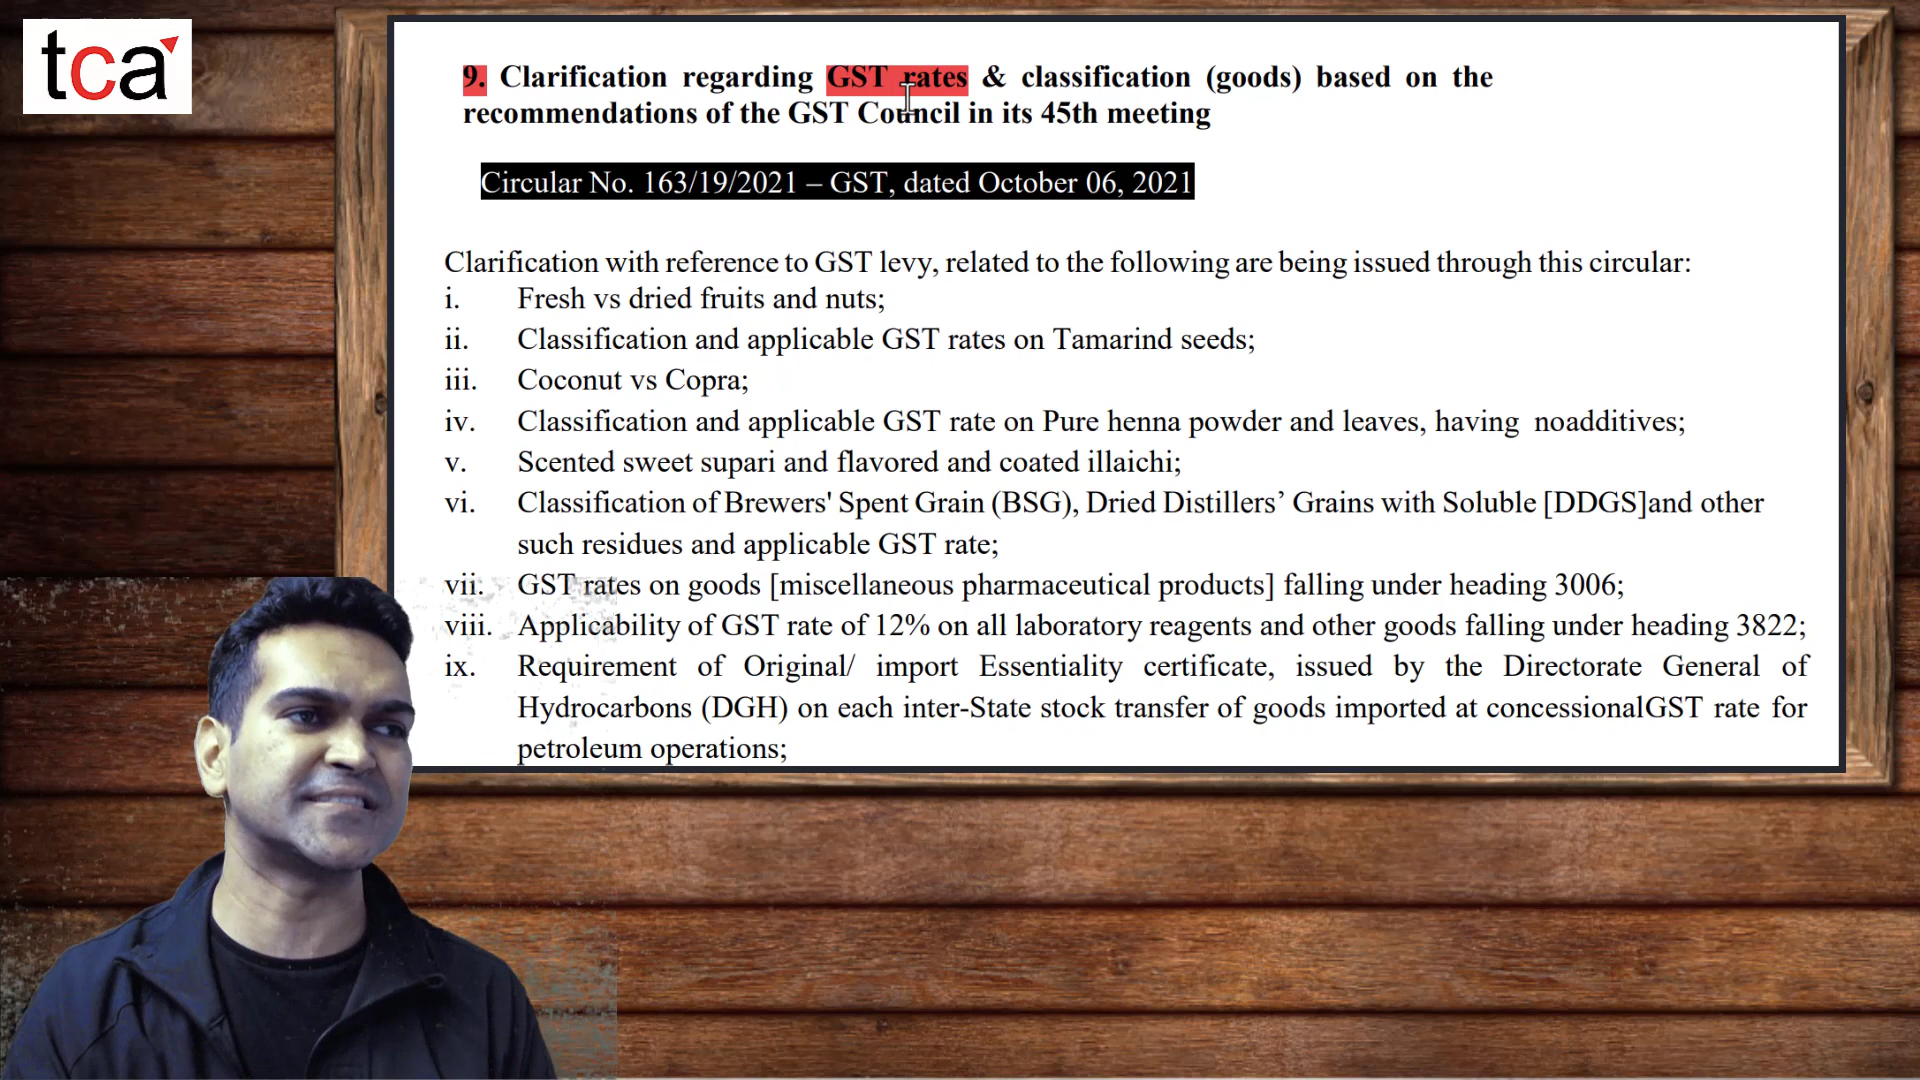 tca
9. Clarification regarding GST rates & classification (goods) based on the
recommendations of the GST Council in its 45th meeting
Circular No. 163/19/2021 – GST, dated October 06, 2021
Clarification with reference to GST levy, related to the following are being issued through this circular:
i. Fresh vs dried fruits and nuts;
ii. Classification and applicable GST rates on Tamarind seeds;
iii. Coconut vs Copra;
iv. Classification and applicable GST rate on Pure henna powder and leaves, having noadditives;
v. Scented sweet supari and flavored and coated illaichi;
vi. Classification of Brewers' Spent Grain (BSG), Dried Distillers’ Grains with Soluble [DDGS]and other
such residues and applicable GST rate;
vii. GST rates on goods [miscellaneous pharmaceutical products] falling under heading 3006;
viii. Applicability of GST rate of 12% on all laboratory reagents and other goods falling under heading 3822;
ix. Requirement of Original/ import Essentiality certificate, issued by the Directorate General of
Hydrocarbons (DGH) on each inter-State stock transfer of goods imported at concessionalGST rate for
petroleum operations;